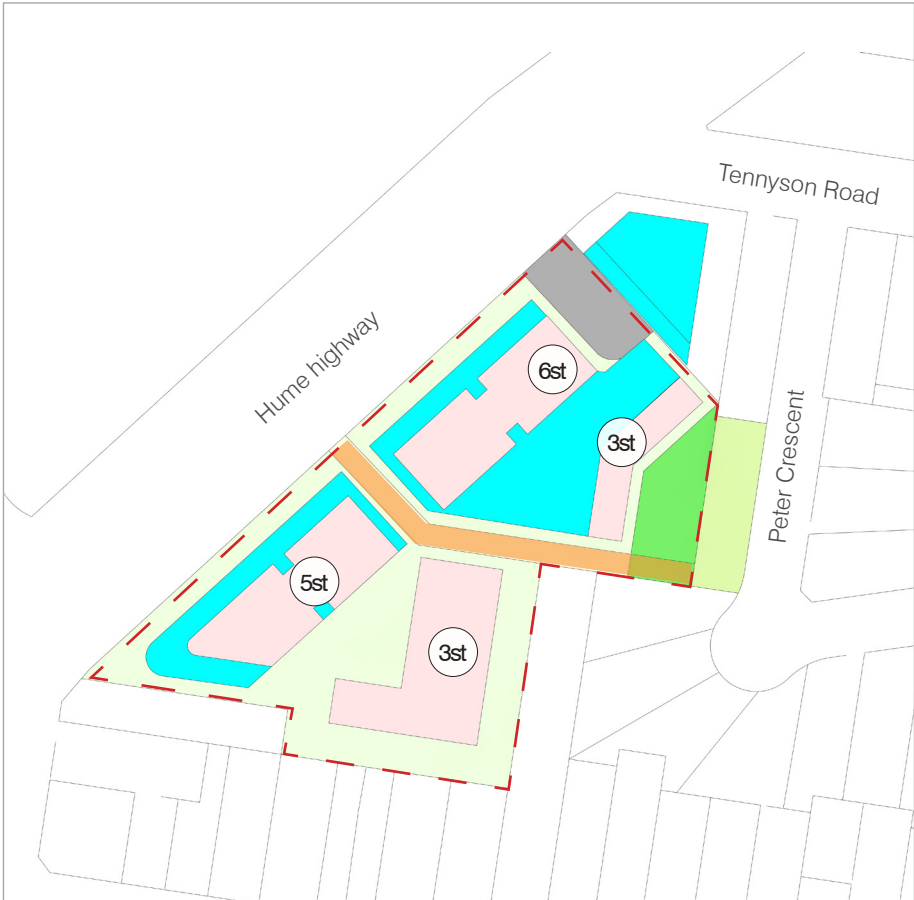 Tennyson Road
Hume highway
6st
3st
Peter Crescent
5st
3st